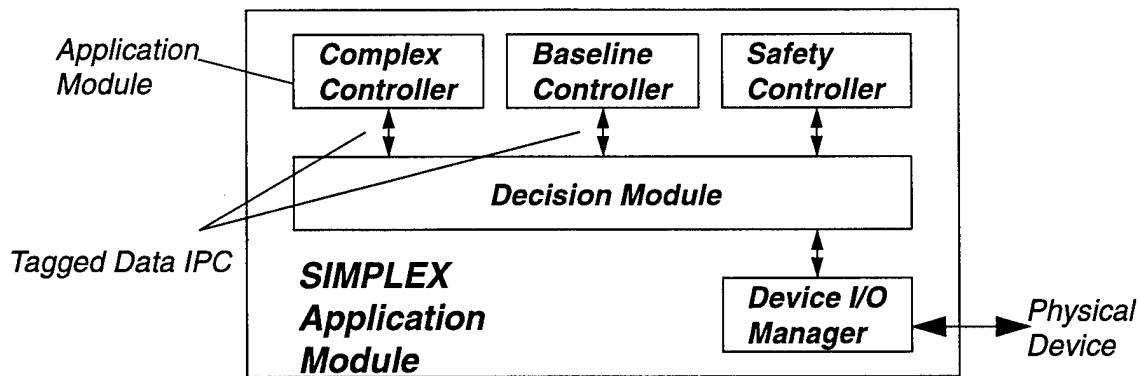 Application
Module
Complex
Controller
Baseline
Controller
Safety
Controller
Decision Module
Tagged Data IPC
SIMPLEX
Application
Module
Device I/O
Manager
Physical
Device